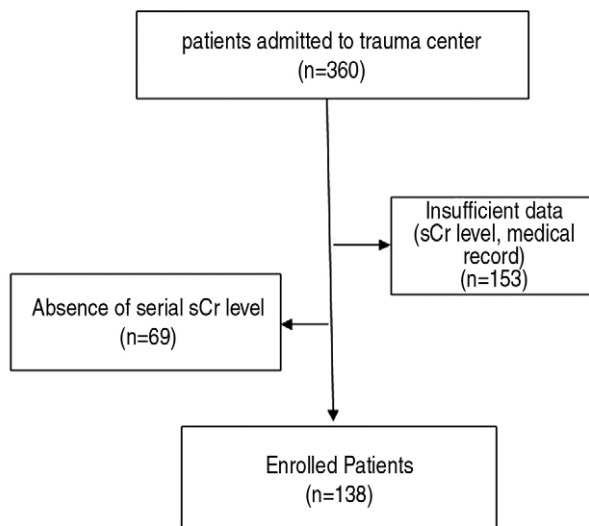 patients admitted to trauma center
(n=360)
Insufficient data
(sCr level, medical
record)
(n=153)
Absence of serial sCr level
(n=69)
Enrolled Patients
(n=138)